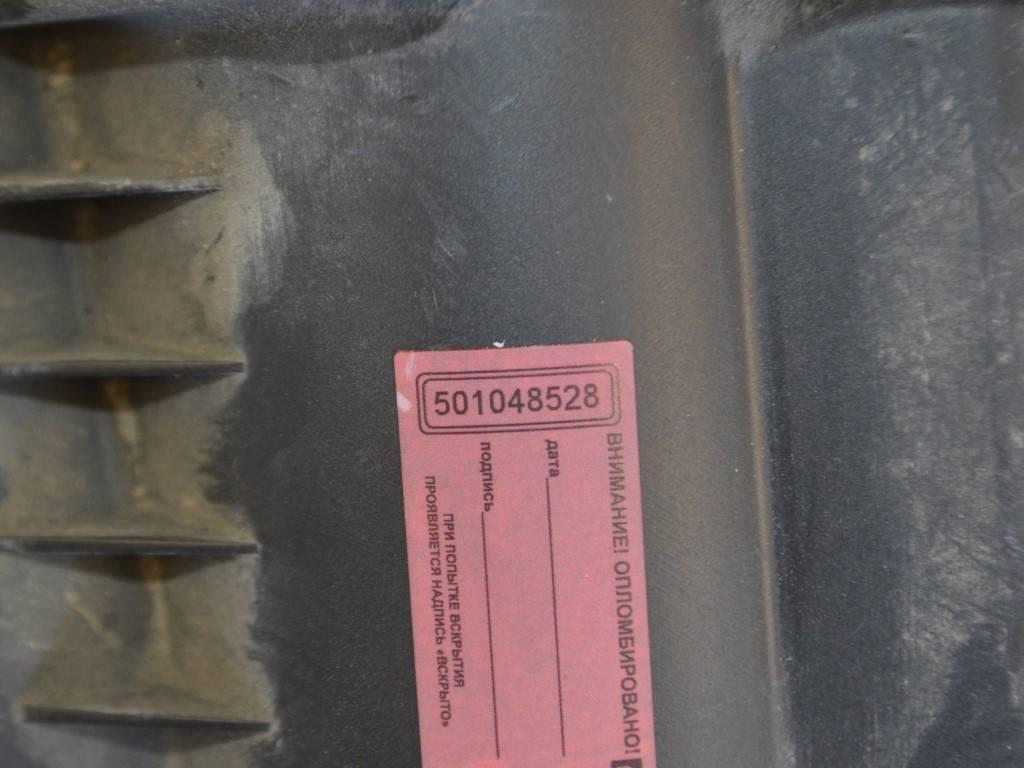 501048528
ВНИМАНИЕ! ОПЛОМБИРОВАНО!
дата
подпись
ПРИ ПОПЫТКЕ ВСКРЫТИЯ
ПРОЯВЛЯЕТСЯ НАДПИСЬ «ВСКРЫТО»